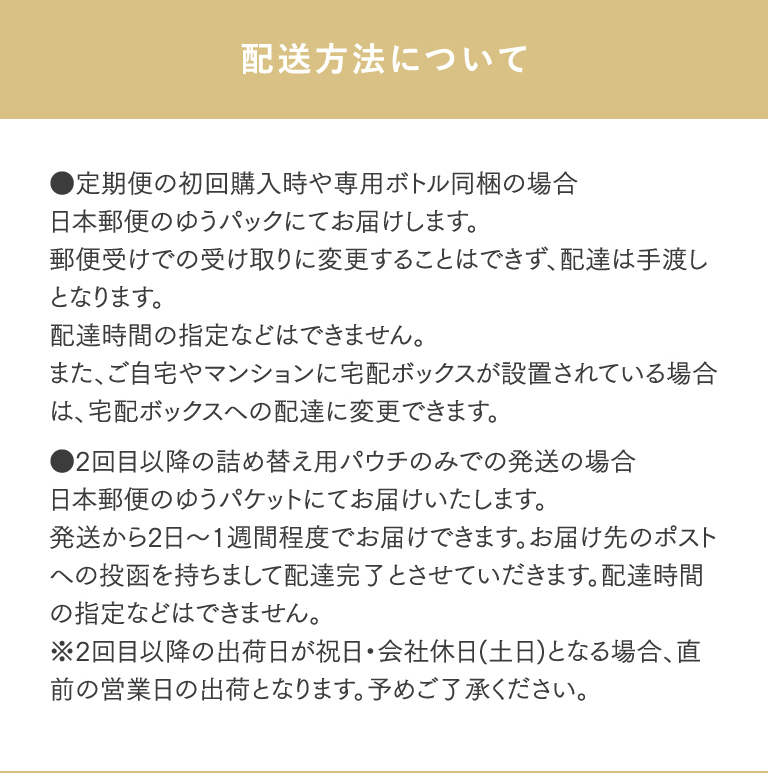 配送方法について
●定期便の初回購入時や専用ボトル同梱の場合
日本郵便のゆうパックにてお届けします。
郵便受けでの受け取りに変更することはできず、配達は手渡し
となります。
配達時間の指定などはできません。
また、ご自宅やマンションに宅配ボックスが設置されている場合
は、宅配ボックスへの配達に変更できます。
●2回目以降の詰め替え用パウチのみでの発送の場合
日本郵便のゆうパケットにてお届けいたします。
発送から2日〜1週間程度でお届けできます。お届け先のポスト
への投函を持ちまして配達完了とさせていだきます。配達時間
の指定などはできません。
※2回目以降の出荷日が祝日・会社休日(土日)となる場合、直
前の営業日の出荷となります。予めご了承ください。